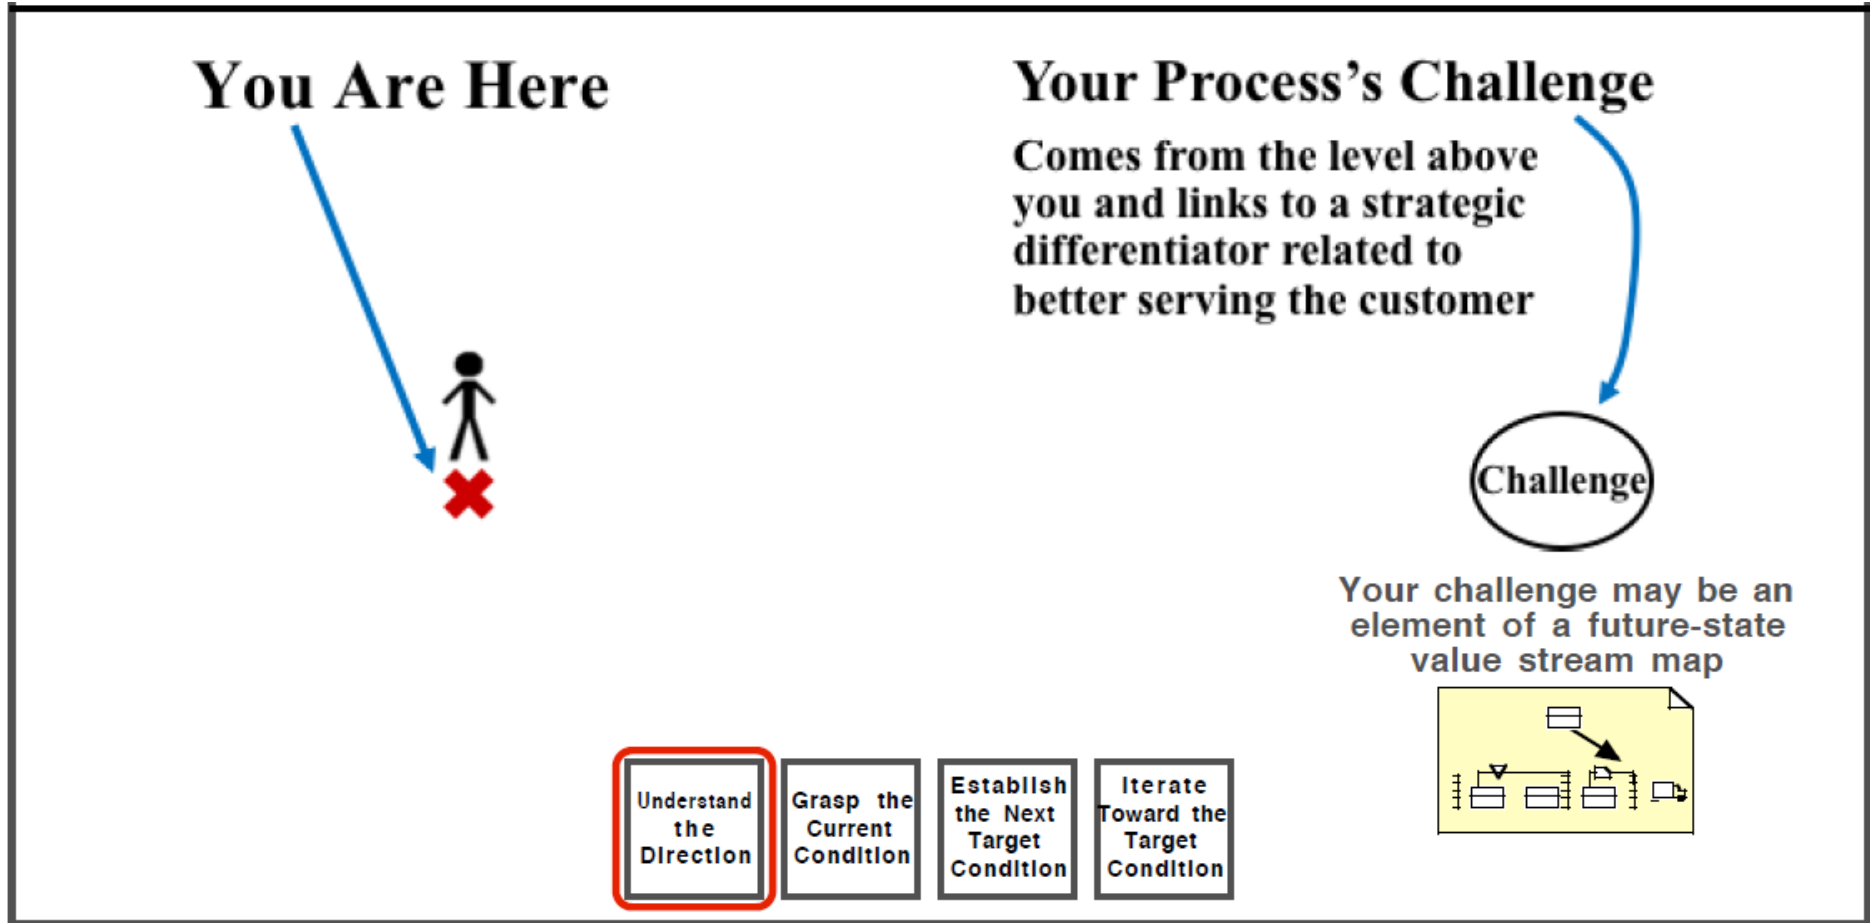 You Are Here
Your Process's Challenge
Comes from the level above
you and links to a strategic
differentiator related to
better serving the customer
Challenge
Your challenge may be an
element of a future-state
value stream map
Understand
the
Direction
Grasp the
Current
Condition
Establish
the Next
Target
Condition
Iterate
Toward the
Target
Condition